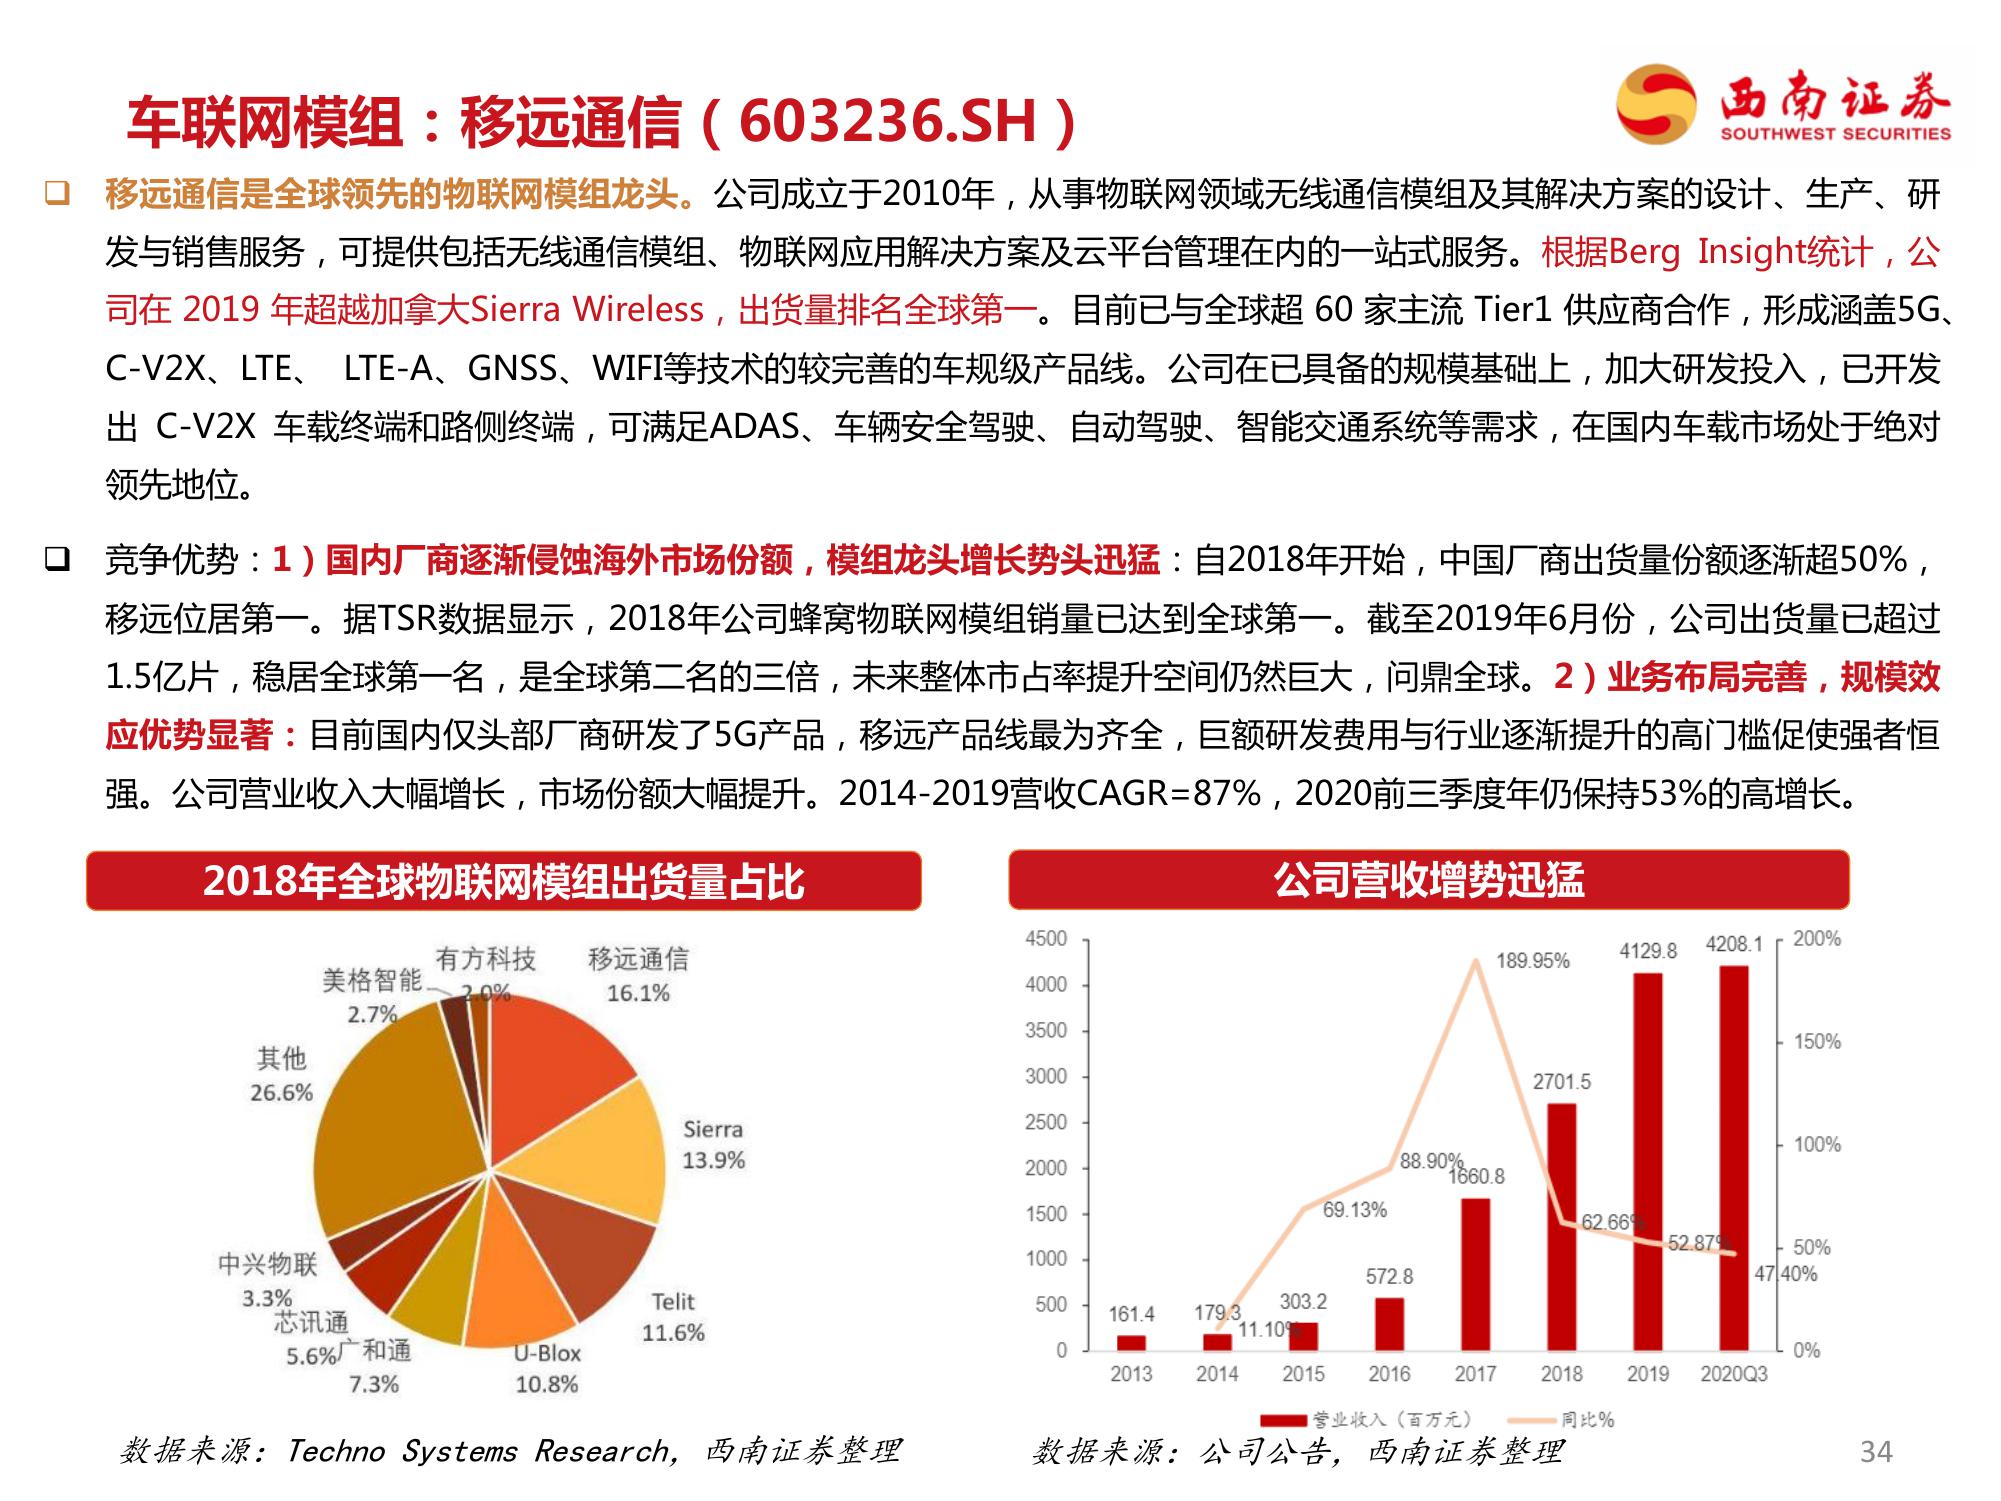 车联网模组：移远通信（603236.SH）
西南证券
SOUTHWEST SECURITIES
移远通信是全球领先的物联网模组龙头。公司成立于2010年，从事物联网领域无线通信模组及其解决方案的设计、生产、研
发与销售服务，可提供包括无线通信模组、物联网应用解决方案及云平台管理在内的一站式服务。根据Berg Insight统计，公
司在 2019 年超越加拿大Sierra Wireless，出货量排名全球第一。目前已与全球超 60 家主流 Tier1 供应商合作，形成涵盖5G、
C-V2X、LTE、 LTE-A、GNSS、WIFI等技术的较完善的车规级产品线。公司在已具备的规模基础上，加大研发投入，已开发
出 C-V2X 车载终端和路侧终端，可满足ADAS、车辆安全驾驶、自动驾驶、智能交通系统等需求，在国内车载市场处于绝对
领先地位。
竞争优势：1）国内厂商逐渐侵蚀海外市场份额，模组龙头增长势头迅猛：自2018年开始，中国厂商出货量份额逐渐超50%，
移远位居第一。据TSR数据显示，2018年公司蜂窝物联网模组销量已达到全球第一。截至2019年6月份，公司出货量已超过
1.5亿片，稳居全球第一名，是全球第二名的三倍，未来整体市占率提升空间仍然巨大，问鼎全球。2）业务布局完善，规模效
应优势显著：目前国内仅头部厂商研发了5G产品，移远产品线最为齐全，巨额研发费用与行业逐渐提升的高门槛促使强者恒
强。公司营业收入大幅增长，市场份额大幅提升。2014-2019营收CAGR=87%，2020前三季度年仍保持53%的高增长。
2018年全球物联网模组出货量占比
有方科技
2.0%
移远通信
16.1%
美格智能
2.7%
其他
26.6%
Sierra
13.9%
中兴物联
3.3%
芯讯通
5.6%
广和通
7.3%
U-Blox
10.8%
Telit
11.6%
数据来源：Techno Systems Research，西南证券整理
公司营收增势迅猛
4500
4000
3500
3000
2500
2000
1500
1000
500
0
200%
150%
100%
50%
0%
161.4
179.3
303.2
572.8
1660.8
2701.5
4129.8
4208.1
11.10%
69.13%
88.90%
189.95%
62.66%
52.87%
47.40%
2013 2014 2015 2016 2017 2018 2019 2020Q3
营业收入（百万元） 同比%
数据来源：公司公告，西南证券整理
34